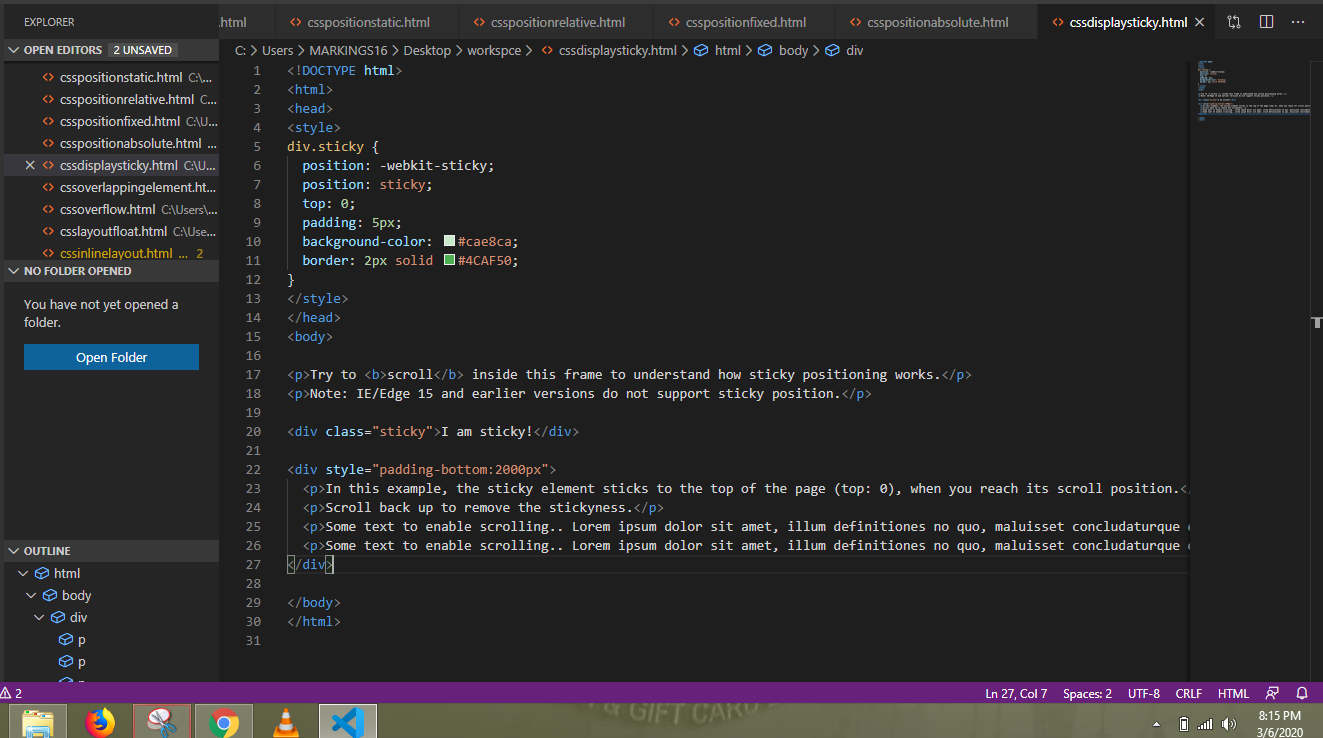 EXPLORER
.html
csspositionstatic.html
csspositionrelative.html
csspositionfixed.html
csspositionabsolute.html
cssdisplaysticky.html
OPEN EDITORS 2 UNSAVED
csspositionstatic.html C:\...
csspositionrelative.html C...
csspositionfixed.html C:\U...
csspositionabsolute.html ...
cssdisplaysticky.html C:\U...
cssoverlappingelement.ht...
cssoverflow.html C:\Users\...
csslayoutfloat.html C:\Use...
cssinlinelayout.html ... 2
NO FOLDER OPENED
You have not yet opened a
folder.
Open Folder
OUTLINE
html
body
div
p
p
C: > Users > MARKINGS16 > Desktop > workspce > cssdisplaysticky.html > html > body > div
1 <!DOCTYPE html>
2 <html>
3 <head>
4 <style>
5 div.sticky {
6 position: -webkit-sticky;
7 position: sticky;
8 top: 0;
9 padding: 5px;
10 background-color: #cae8ca;
11 border: 2px solid #4CAF50;
12 }
13 </style>
14 </head>
15 <body>
16
17 <p>Try to <b>scroll</b> inside this frame to understand how sticky positioning works.</p>
18 <p>Note: IE/Edge 15 and earlier versions do not support sticky position.</p>
19
20 <div class="sticky">I am sticky!</div>
21
22 <div style="padding-bottom:2000px">
23 <p>In this example, the sticky element sticks to the top of the page (top: 0), when you reach its scroll position.<
24 <p>Scroll back up to remove the stickyness.</p>
25 <p>Some text to enable scrolling.. Lorem ipsum dolor sit amet, illum definitiones no quo, maluisset concludaturque
26 <p>Some text to enable scrolling.. Lorem ipsum dolor sit amet, illum definitiones no quo, maluisset concludaturque
27 </div>
28
29 </body>
30 </html>
31
2
Ln 27, Col 7
Spaces: 2
UTF-8
CRLF
HTML
& GIFT CARD
8:15 PM
3/6/2020